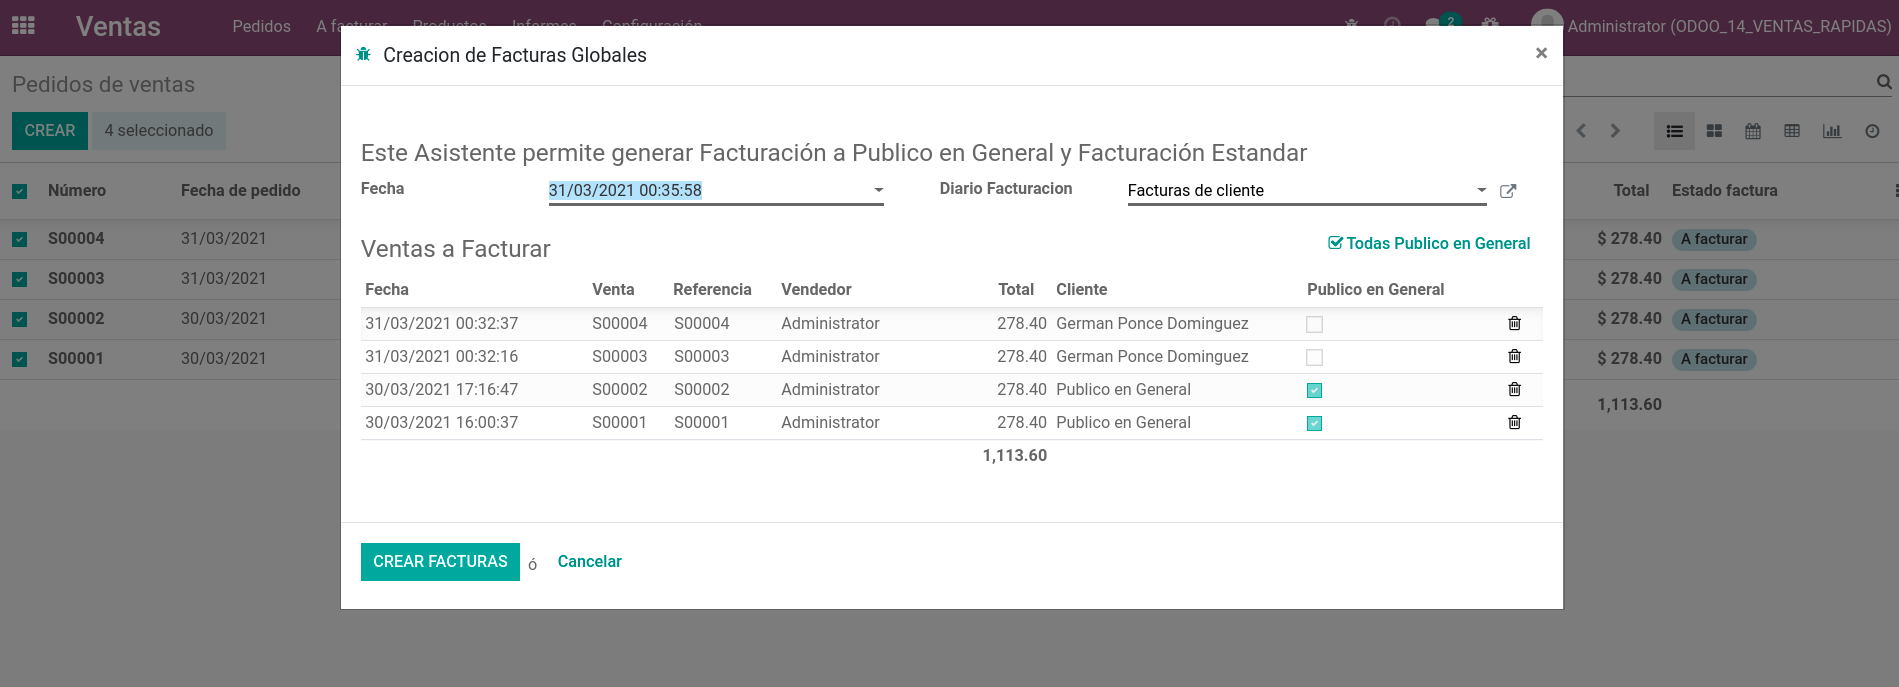 Ventas
Pedidos A facturar Productos Informes Configuración
2
Administrator (ODOO_14_VENTAS_RAPIDAS)
Pedidos de ventas
CREAR 4 seleccionado
Número Fecha de pedido Total Estado factura
S00004 31/03/2021 $ 278.40 A facturar
S00003 31/03/2021 $ 278.40 A facturar
S00002 30/03/2021 $ 278.40 A facturar
S00001 30/03/2021 $ 278.40 A facturar
1,113.60
Creacion de Facturas Globales
×
Este Asistente permite generar Facturación a Publico en General y Facturación Estandar
Fecha 31/03/2021 00:35:58 Diario Facturacion Facturas de cliente
Ventas a Facturar Todas Publico en General
Fecha Venta Referencia Vendedor Total Cliente Publico en General
31/03/2021 00:32:37 S00004 S00004 Administrator 278.40 German Ponce Dominguez
31/03/2021 00:32:16 S00003 S00003 Administrator 278.40 German Ponce Dominguez
30/03/2021 17:16:47 S00002 S00002 Administrator 278.40 Publico en General
30/03/2021 16:00:37 S00001 S00001 Administrator 278.40 Publico en General
1,113.60
CREAR FACTURAS ó Cancelar